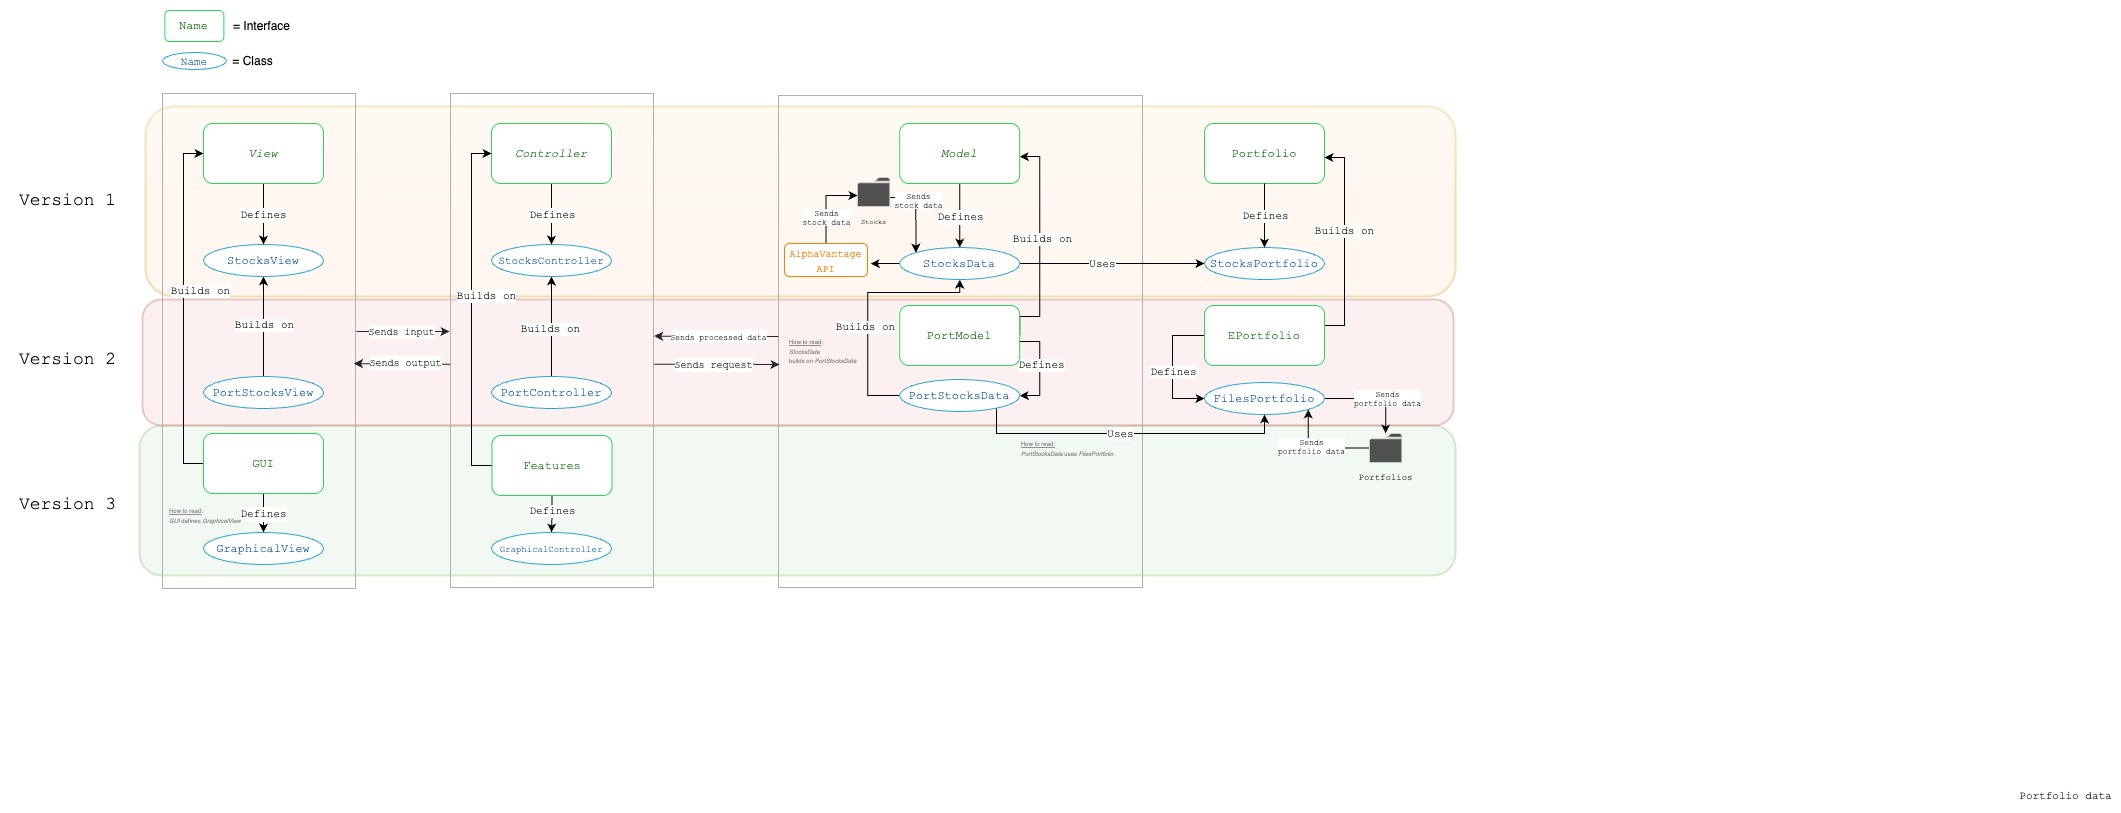 Name
= Interface
Name
= Class
Version 1
View
Defines
StocksView
Builds on
Controller
Defines
StocksController
Builds on
Model
Stocks
Sends
stock data
Sends
stock data
AlphaVantage
API
Defines
StocksData
Builds on
Uses
Portfolio
Defines
StocksPortfolio
Builds on
Version 2
Builds on
PortStocksView
Sends input
Sends output
Builds on
PortController
Sends processed data
Sends request
How to read:
StocksData
builds on PortStocksData
Builds on
PortModel
Defines
PortStocksData
Uses
EPortfolio
Defines
FilesPortfolio
Sends
portfolio data
Sends
portfolio data
Portfolios
How to read:
PortStocksData uses FilesPortfolio
Version 3
GUI
How to read:
GUI defines GraphicalView
Defines
GraphicalView
Features
Defines
GraphicalController
Portfolio data